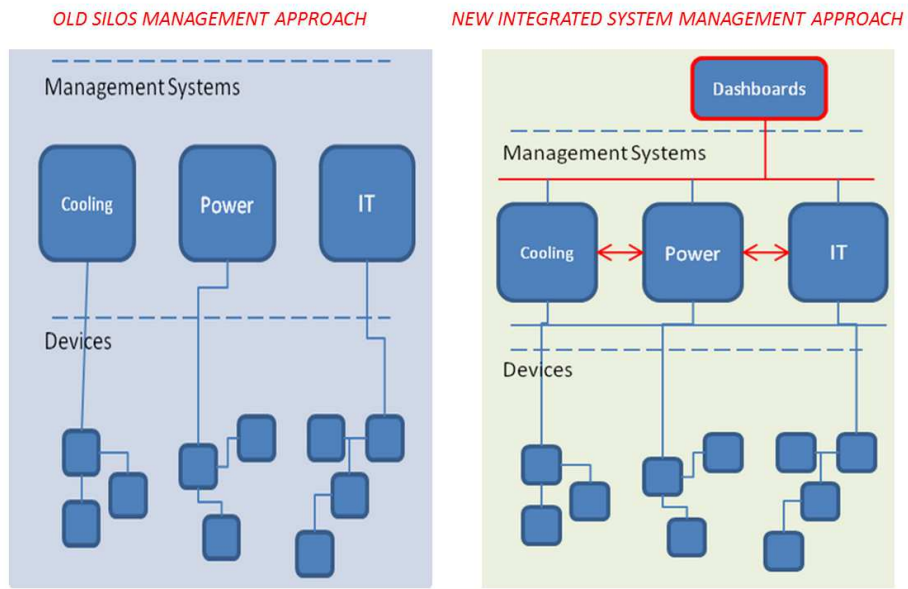 OLD SILOS MANAGEMENT APPROACH
Management Systems
Cooling
Power
IT
Devices
NEW INTEGRATED SYSTEM MANAGEMENT APPROACH
Dashboards
Management Systems
Cooling
Power
IT
Devices